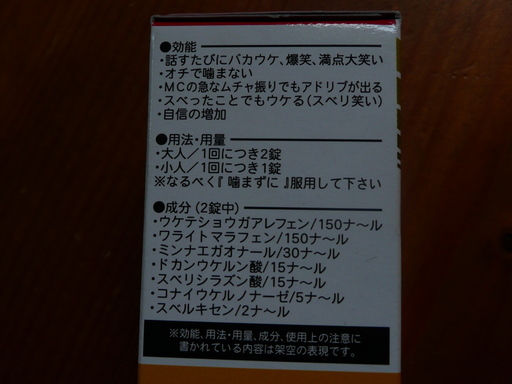 ●効能
・話すたびにバカウケ、爆笑、満点大笑い
・オチで噛まない
・MCの急なムチャ振りでもアドリブが出る
・スベったことでもウケる(スベリ笑い)
・自信の増加
●用法・用量
・大人/1回につき2錠
・小人/1回につき1錠
※なるべく『噛まずに』服用して下さい
●成分(2錠中)
・ウケテショウガアレフェン/150ナ〜ル
・ワライトマラフェン/150ナ〜ル
・ミンナエガオナール/30ナ〜ル
・ドカンウケルン酸/15ナ〜ル
・スベリシラズン酸/15ナ〜ル
・コナイウケルノナーゼ/5ナ〜ル
・スベルキセン/2ナ〜ル
※効能、用法・用量、成分、使用上の注意に
書かれている内容は架空の表現です。